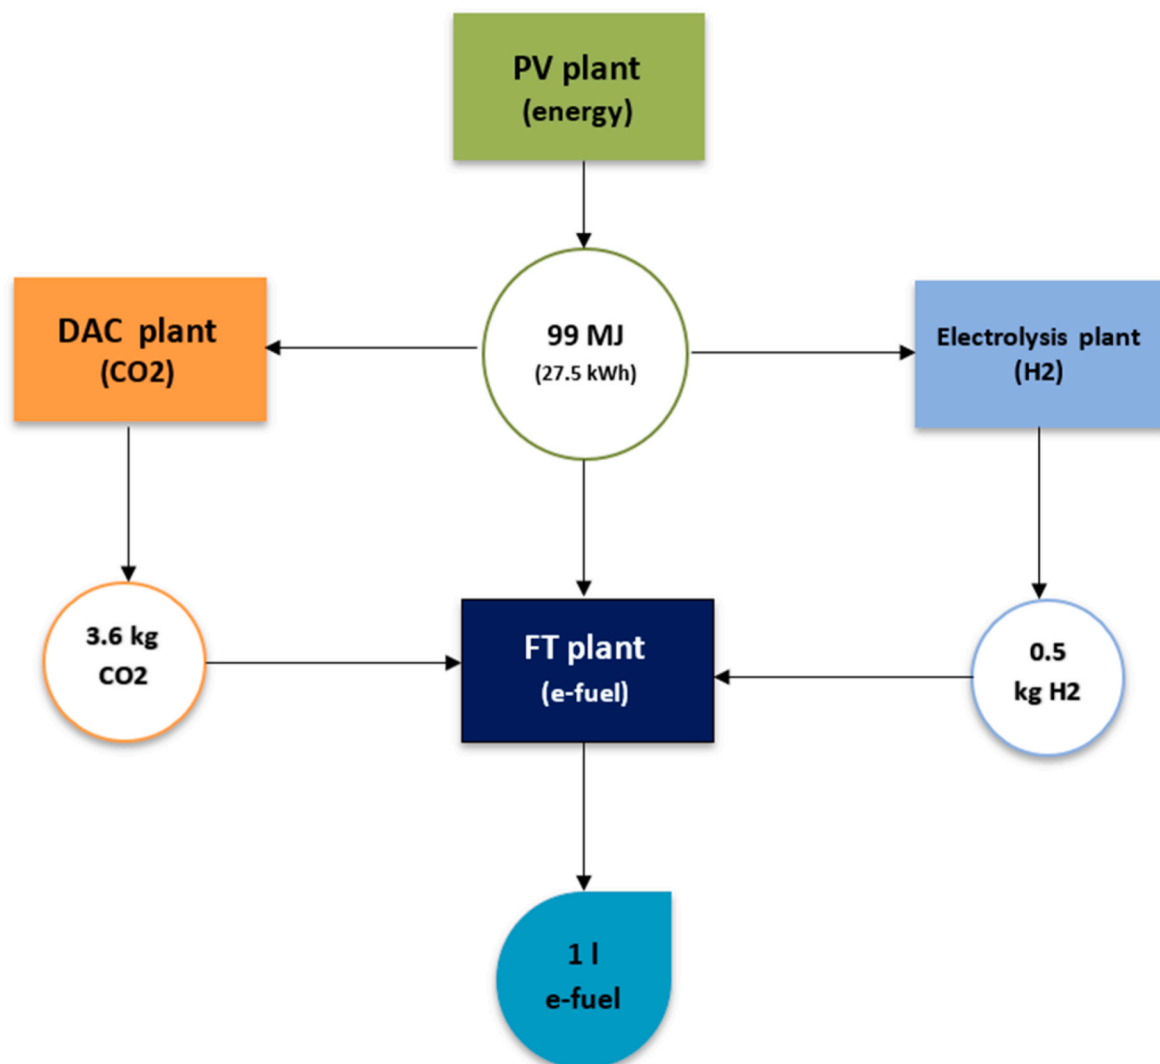 PV plant
(energy)
DAC plant
(CO2)
99 MJ
(27.5 kWh)
Electrolysis plant
(H2)
3.6 kg
CO2
FT plant
(e-fuel)
0.5
kg H2
1 l
e-fuel